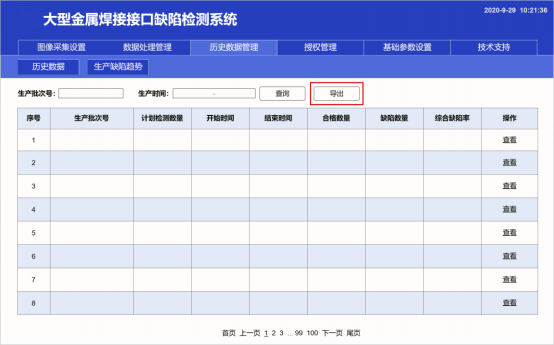 2020-9-29 10:21:36
大型金属焊接接口缺陷检测系统
图像采集设置 数据处理管理 历史数据管理 授权管理 基础参数设置 技术支持
历史数据 生产缺陷趋势
生产批次号: 生产时间: - 查询 导出
序号 生产批次号 计划检测数量 开始时间 结束时间 合格数量 缺陷数量 综合缺陷率 操作
1 查看
2 查看
3 查看
4 查看
5 查看
6 查看
7 查看
8 查看
首页 上一页 1 2 3 ... 99 100 下一页 尾页